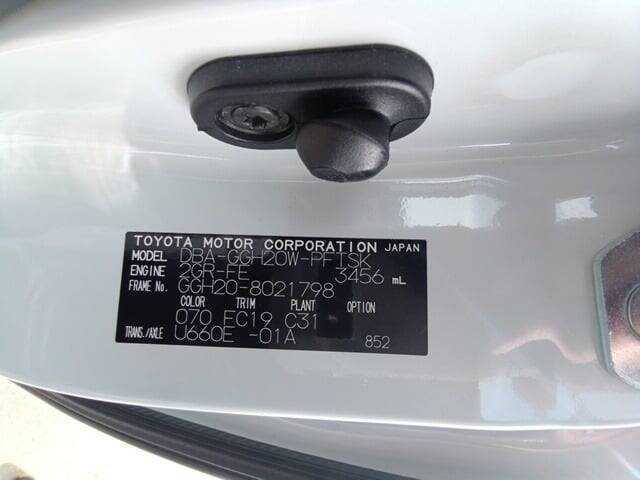 TOYOTA MOTOR CORPORATION JAPAN
MODEL DBA-GGH20W-PFTSK
ENGINE 2GR-FE 3456 mL
FRAME No. GGH20-8021798
COLOR TRIM PLANT OPTION
070 FC19 C31
TRANS./AXLE U660E -01A 852